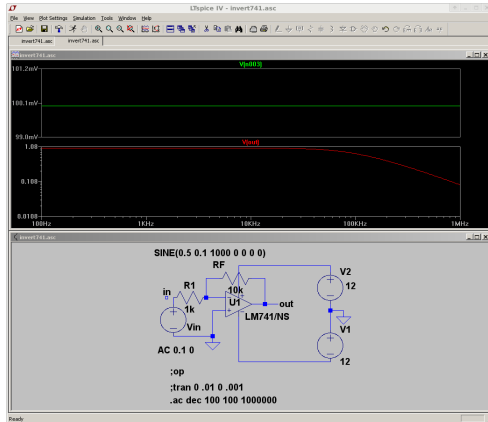 LTspice IV - invert741.asc
File View Plot Settings Simulation Tools Window Help
invert741.asc invert741.asc
invert741.asc
V(n003)
101.2mV
100.1mV
99.0mV
V(out)
1.00
0.100
0.0100
100Hz 1KHz 10KHz 100KHz 1MHz
invert741.asc
SINE(0.5 0.1 1000 0 0 0 0)
RF
V2
in R1 10k 12
U1 out
1k LM741/NS
Vin V1
AC 0.1 0
12
;op
;tran 0 .01 0 .001
.ac dec 100 100 1000000
Ready